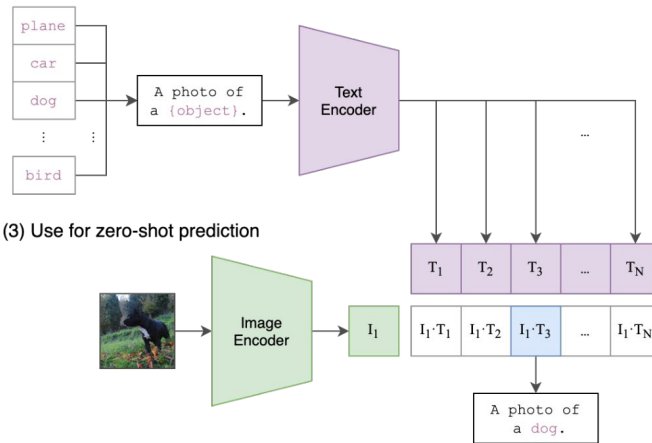 plane
car
dog
⋮ ⋮
bird
A photo of
a {object}.
Text
Encoder
...
(3) Use for zero-shot prediction
T1 T2 T3 ... TN
Image
Encoder
I1
I1·T1 I1·T2 I1·T3 ... I1·TN
A photo of
a dog.